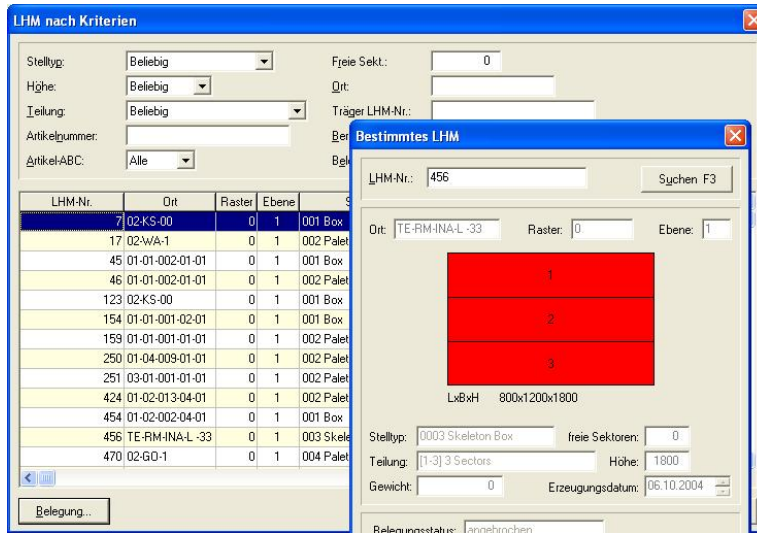 LHM nach Kriterien
Stelltyp: Beliebig Freie Sekt.: 0
Höhe: Beliebig Ort:
Teilung: Beliebig Träger LHM-Nr.:
Artikelnummer:
Artikel-ABC: Alle
LHM-Nr. Ort Raster Ebene
7 02-KS-00 0 1 001 Box
17 02-WA-1 0 1 002 Palet
45 01-01-002-01-01 0 1 001 Box
46 01-01-002-01-01 0 1 002 Palet
123 02-KS-00 0 1 001 Box
154 01-01-001-02-01 0 1 001 Box
159 01-01-001-01-01 0 1 002 Palet
250 01-04-009-01-01 0 1 002 Palet
251 03-01-001-01-01 0 1 002 Palet
424 01-02-013-04-01 0 1 002 Palet
454 01-02-002-04-01 0 1 001 Box
456 TE-RM-INA-L -33 0 1 003 Skele
470 02-GO-1 0 1 004 Palet
Belegung...
Bestimmtes LHM
LHM-Nr.: 456 Suchen F3
Ort: TE-RM-INA-L -33 Raster: 0 Ebene: 1
1
2
3
LxBxH 800x1200x1800
Stelltyp: 0003 Skeleton Box freie Sektoren: 0
Teilung: [1-3] 3 Sectors Höhe: 1800
Gewicht: 0 Erzeugungsdatum: 06.10.2004
Belegungsstatus: angebrochen